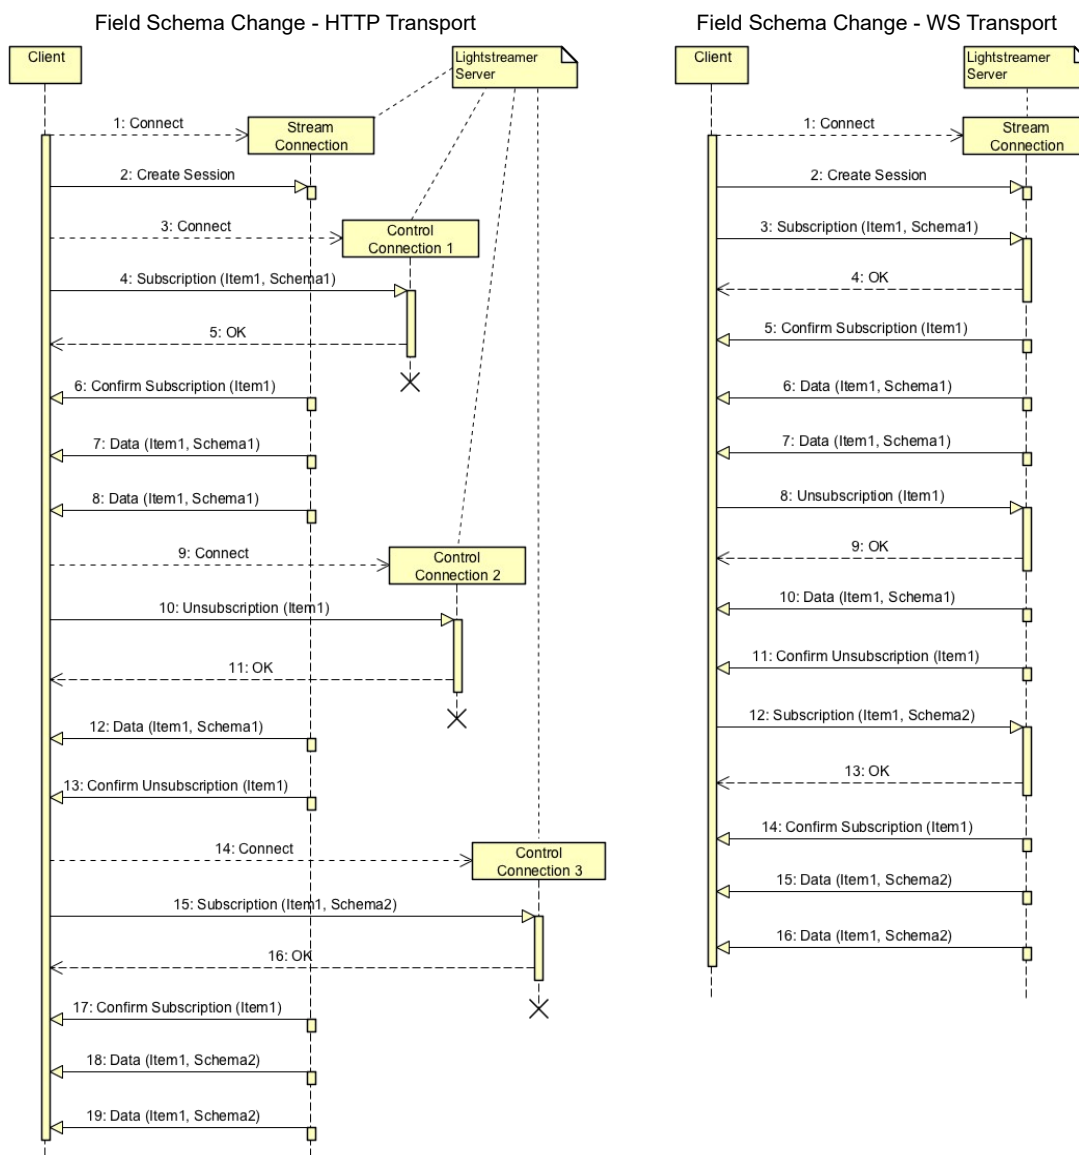 Field Schema Change - HTTP Transport
Client
Lightstreamer
Server
1: Connect
Stream
Connection
2: Create Session
3: Connect
Control
Connection 1
4: Subscription (Item1, Schema1)
5: OK
6: Confirm Subscription (Item1)
7: Data (Item1, Schema1)
8: Data (Item1, Schema1)
9: Connect
Control
Connection 2
10: Unsubscription (Item1)
11: OK
12: Data (Item1, Schema1)
13: Confirm Unsubscription (Item1)
14: Connect
Control
Connection 3
15: Subscription (Item1, Schema2)
16: OK
17: Confirm Subscription (Item1)
18: Data (Item1, Schema2)
19: Data (Item1, Schema2)
Field Schema Change - WS Transport
Client
Lightstreamer
Server
1: Connect
Stream
Connection
2: Create Session
3: Subscription (Item1, Schema1)
4: OK
5: Confirm Subscription (Item1)
6: Data (Item1, Schema1)
7: Data (Item1, Schema1)
8: Unsubscription (Item1)
9: OK
10: Data (Item1, Schema1)
11: Confirm Unsubscription (Item1)
12: Subscription (Item1, Schema2)
13: OK
14: Confirm Subscription (Item1)
15: Data (Item1, Schema2)
16: Data (Item1, Schema2)